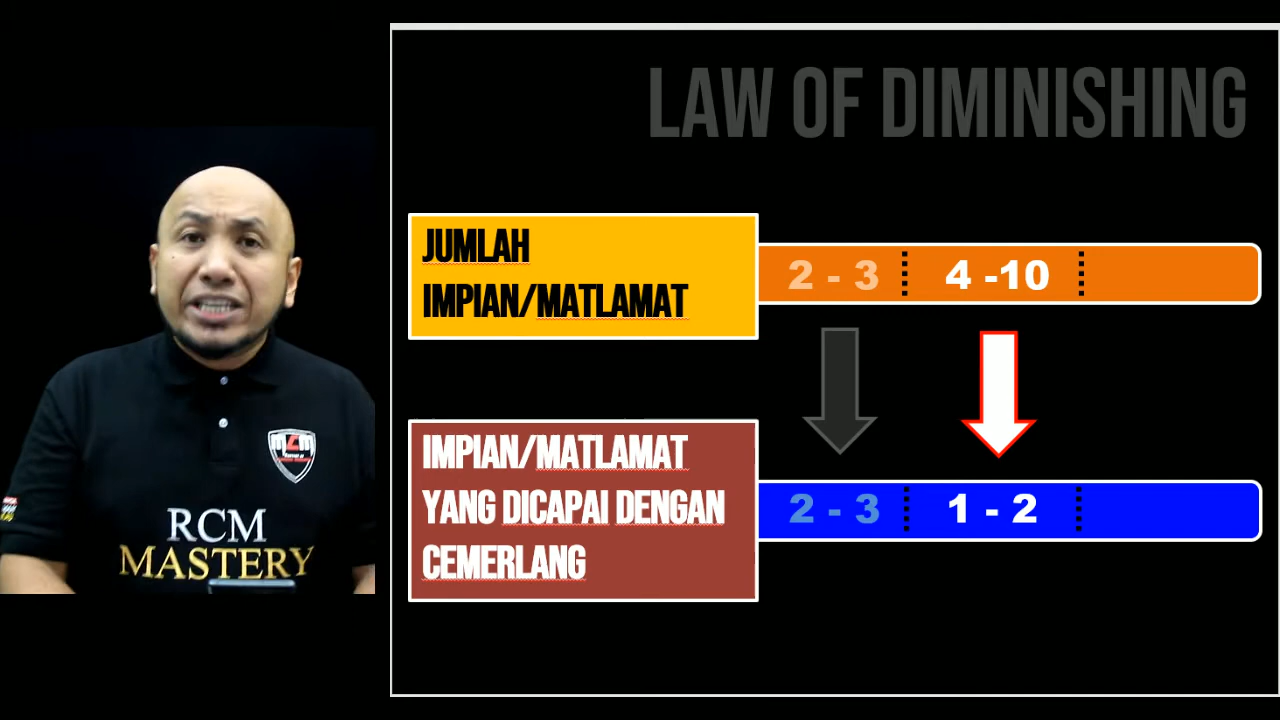 LAW OF DIMINISHING
JUMLAH
IMPIAN/MATLAMAT
2 - 3
4 -10
IMPIAN/MATLAMAT
YANG DICAPAI DENGAN
CEMERLANG
2 - 3
1 - 2
RCM
MASTERY